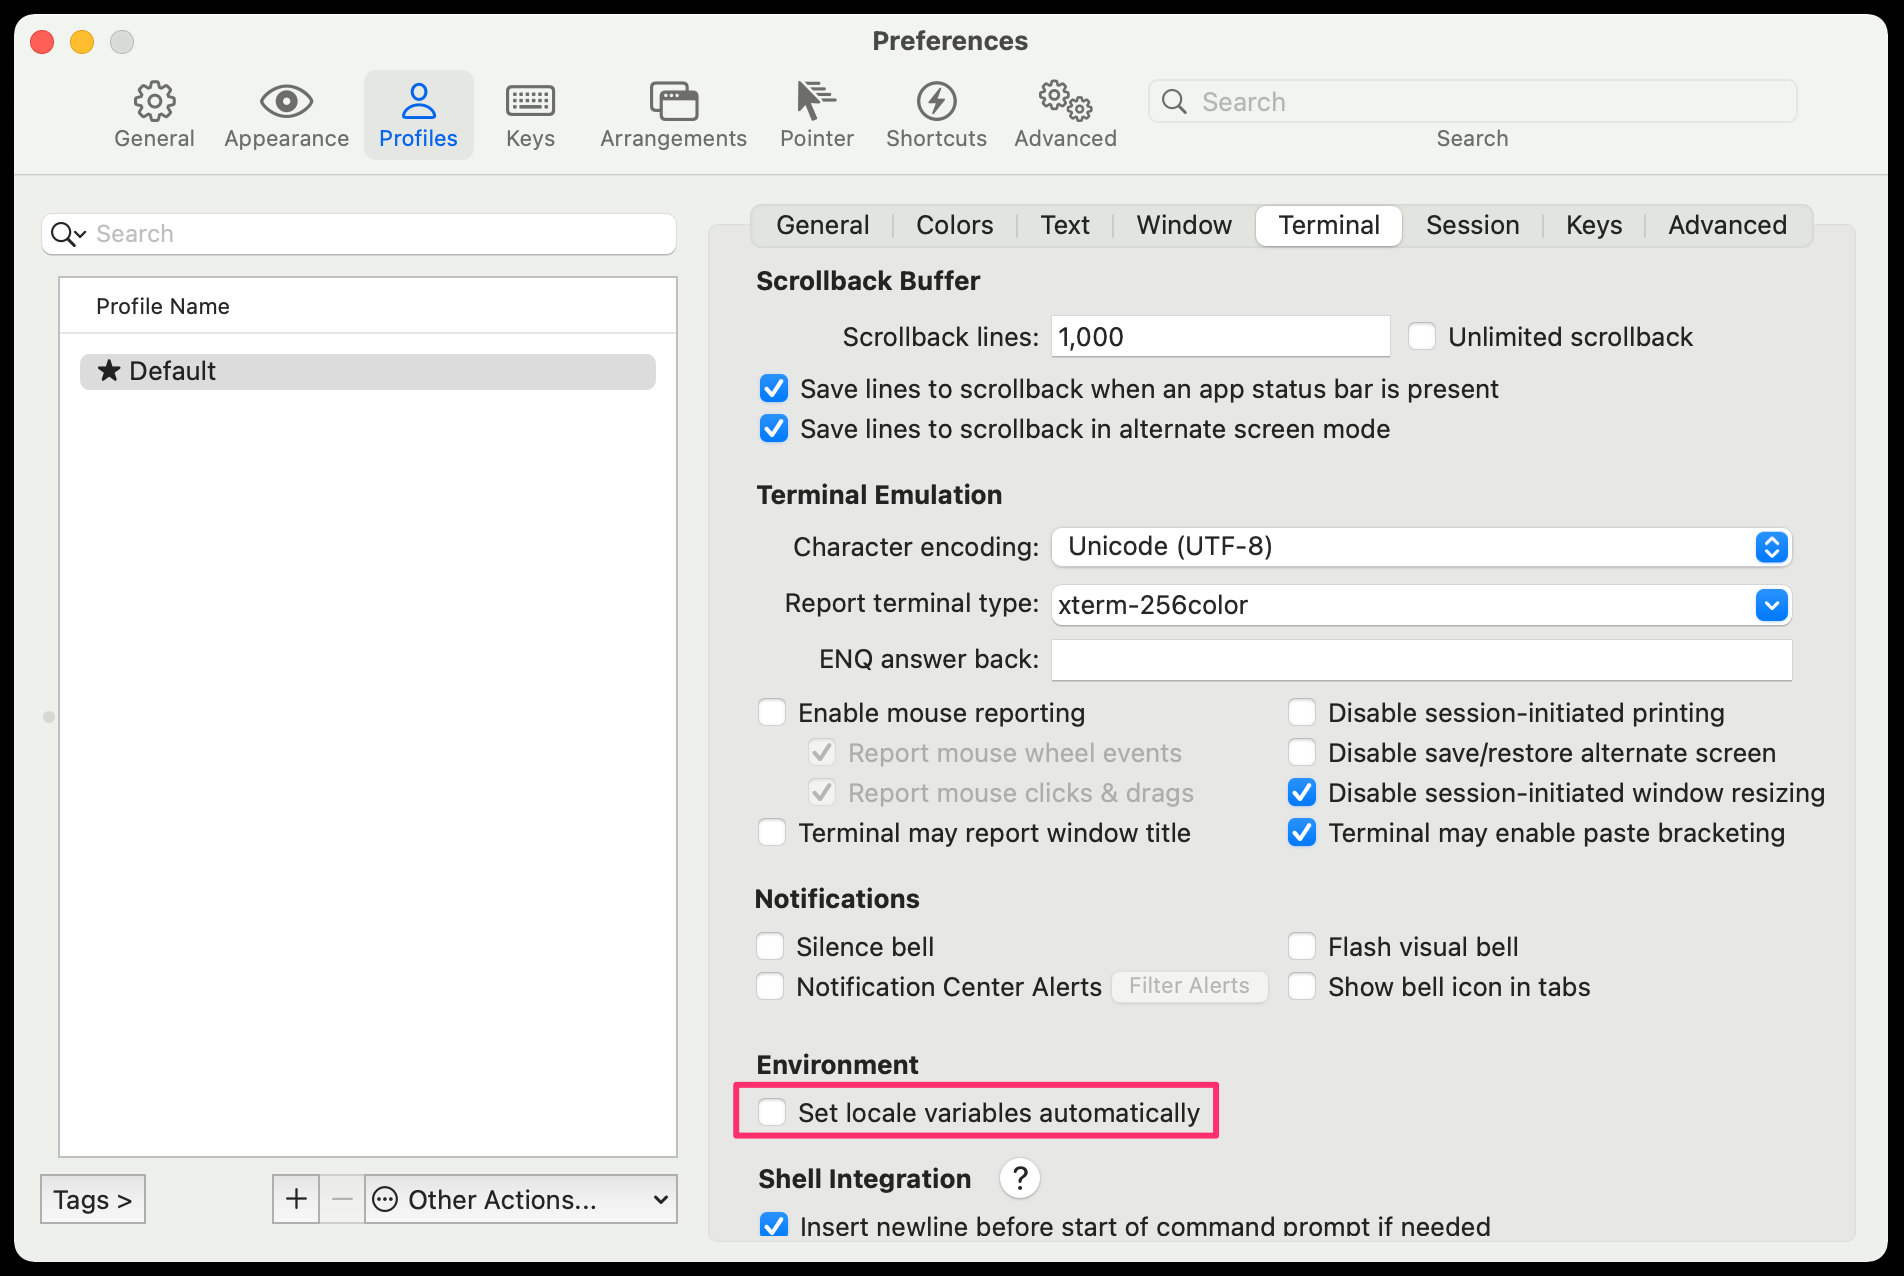 Preferences
General
Appearance
Profiles
Keys
Arrangements
Pointer
Shortcuts
Advanced
Search
Search
Search
Profile Name
★ Default
Tags >
+
−
Other Actions...
General
Colors
Text
Window
Terminal
Session
Keys
Advanced
Scrollback Buffer
Scrollback lines: 1,000
Unlimited scrollback
Save lines to scrollback when an app status bar is present
Save lines to scrollback in alternate screen mode
Terminal Emulation
Character encoding: Unicode (UTF-8)
Report terminal type: xterm-256color
ENQ answer back:
Enable mouse reporting
Disable session-initiated printing
Report mouse wheel events
Disable save/restore alternate screen
Report mouse clicks & drags
Disable session-initiated window resizing
Terminal may report window title
Terminal may enable paste bracketing
Notifications
Silence bell
Flash visual bell
Notification Center Alerts
Filter Alerts
Show bell icon in tabs
Environment
Set locale variables automatically
Shell Integration
?
Insert newline before start of command prompt if needed